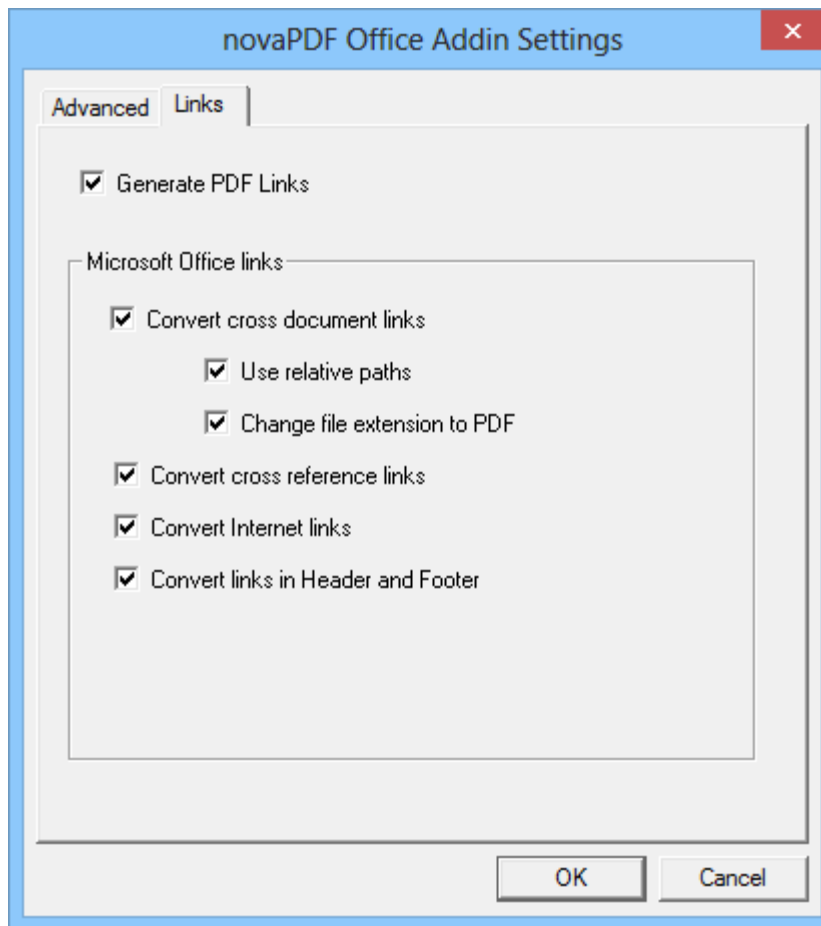 novaPDF Office Addin Settings
Advanced Links
Generate PDF Links
Microsoft Office links
Convert cross document links
Use relative paths
Change file extension to PDF
Convert cross reference links
Convert Internet links
Convert links in Header and Footer
OK Cancel